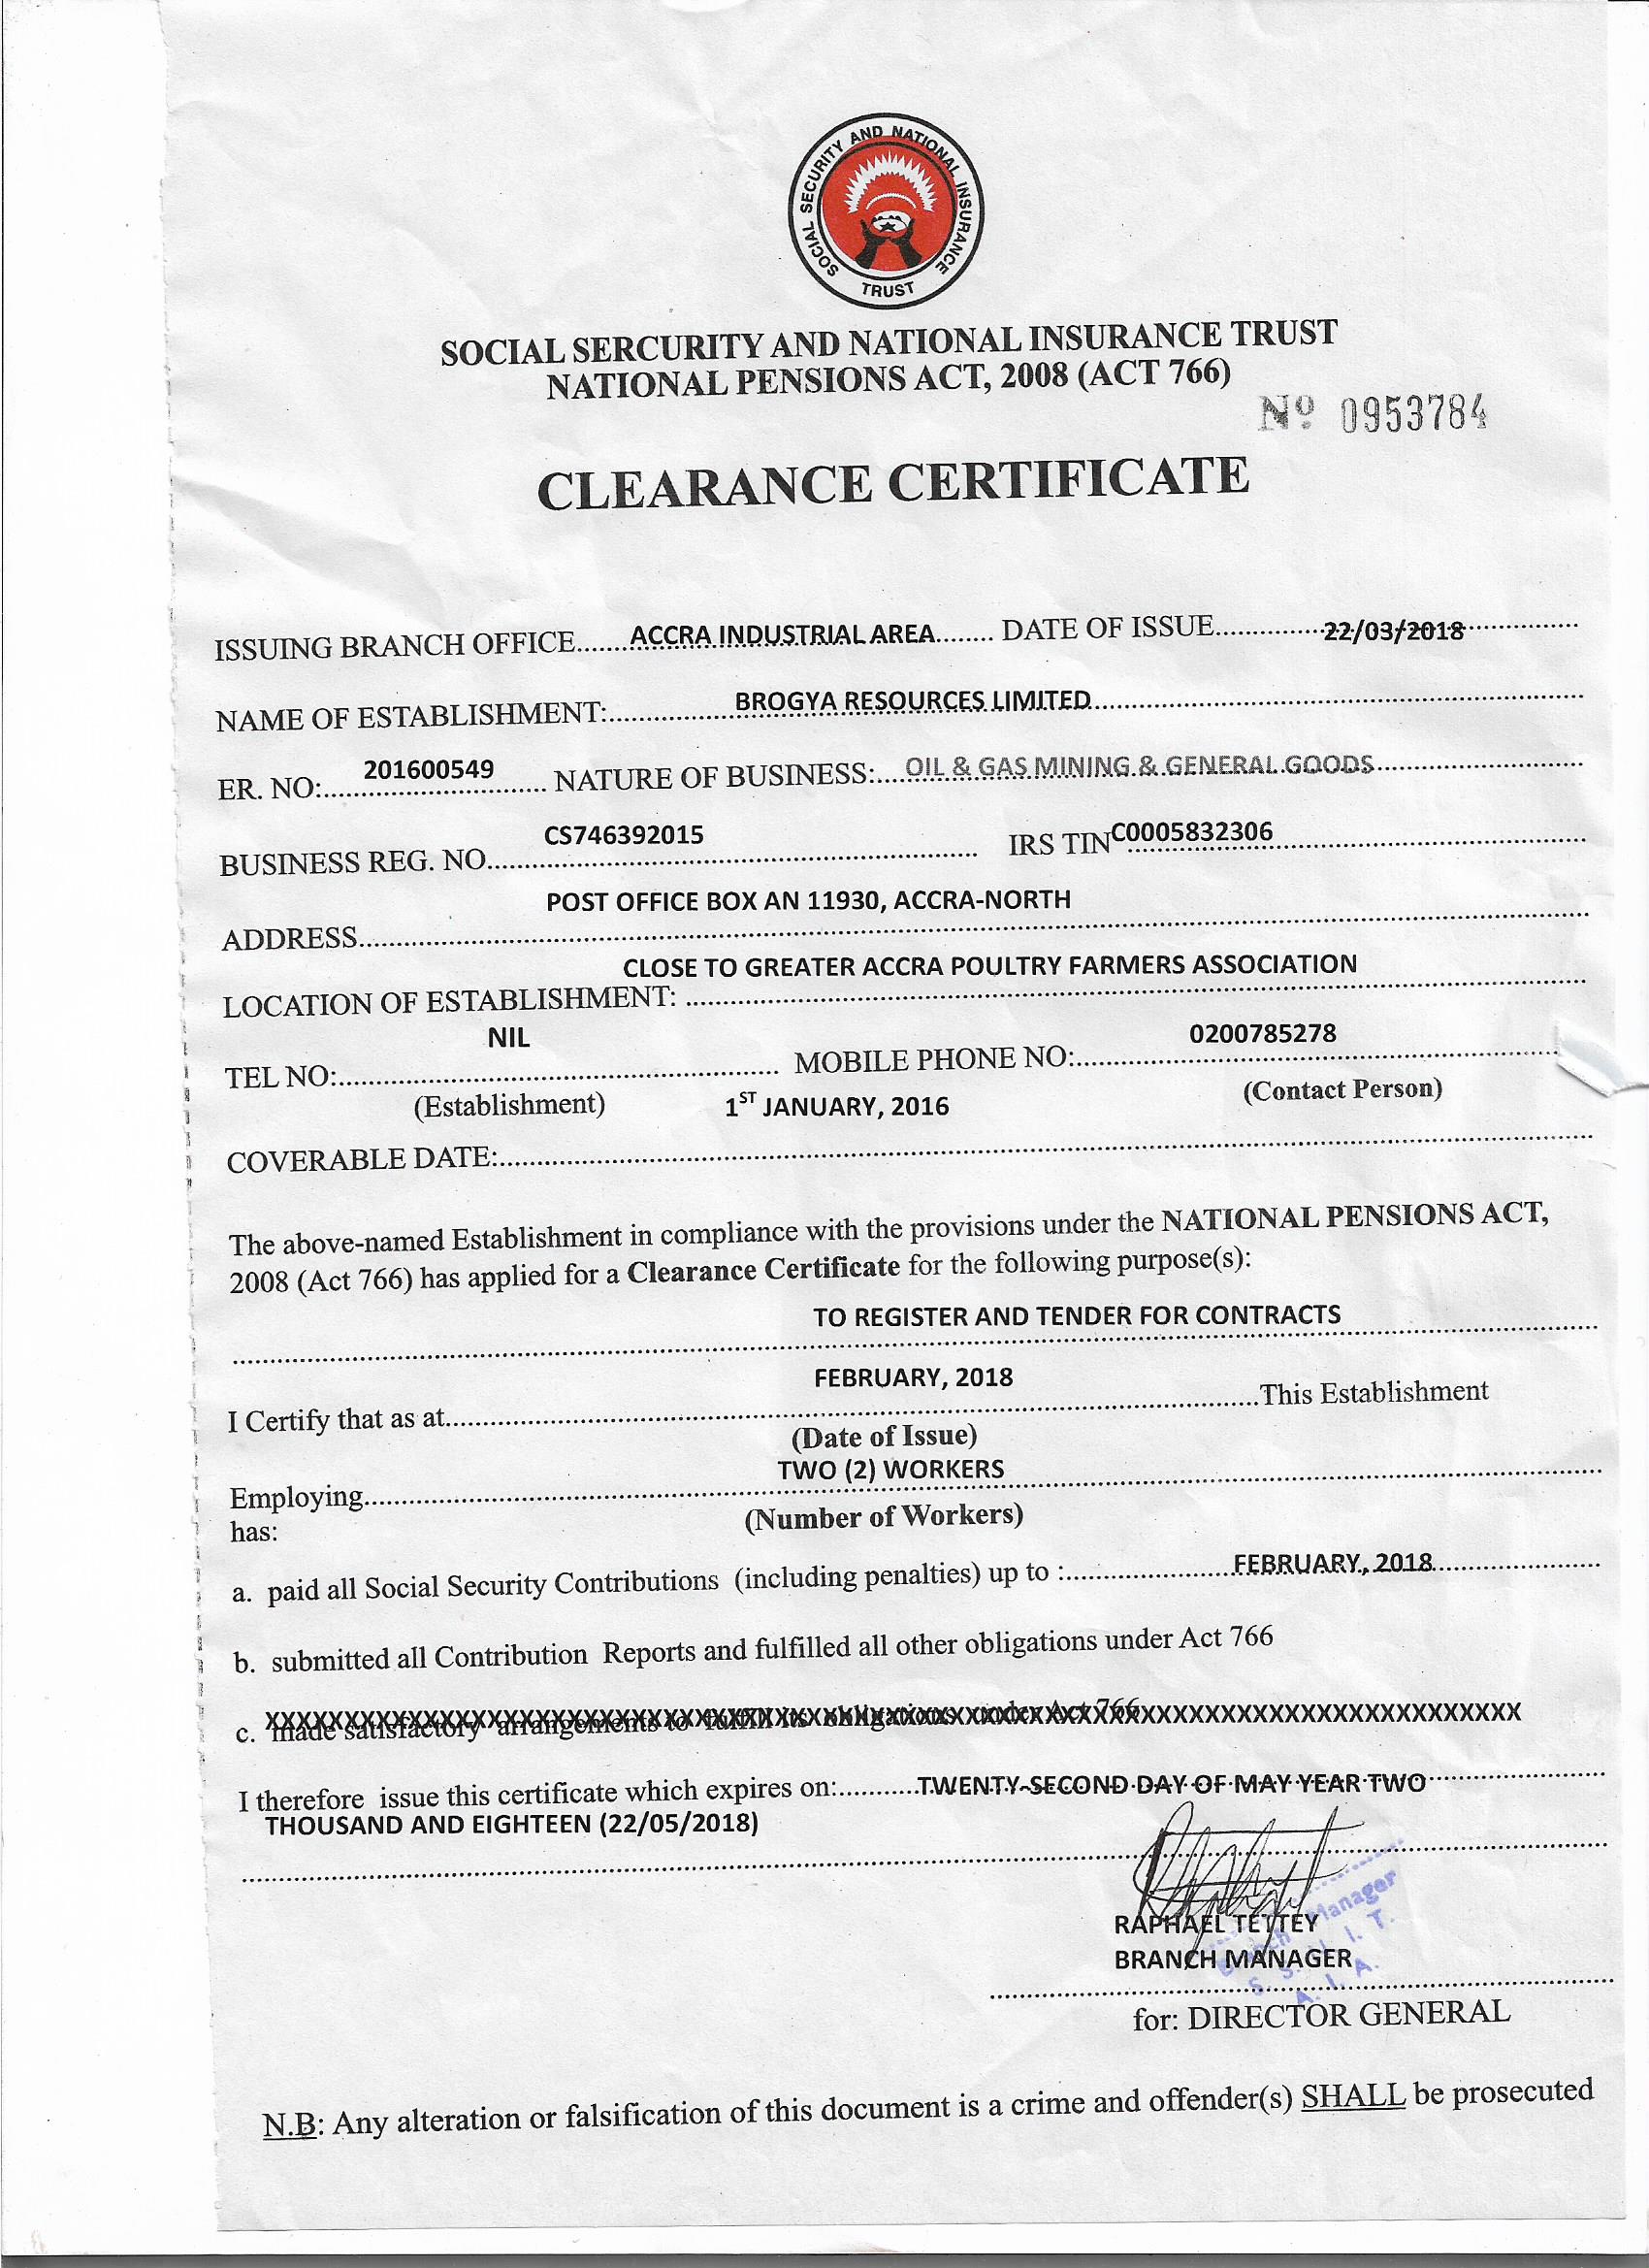 SOCIAL SECURITY AND NATIONAL INSURANCE TRUST
SOCIAL SERCURITY AND NATIONAL INSURANCE TRUST
NATIONAL PENSIONS ACT, 2008 (ACT 766)
Nº 0953784
CLEARANCE CERTIFICATE
ISSUING BRANCH OFFICE.......ACCRA INDUSTRIAL AREA........ DATE OF ISSUE..............22/03/2018..............
NAME OF ESTABLISHMENT:..................BROGYA RESOURCES LIMITED..................
ER. NO:....201600549.... NATURE OF BUSINESS:....OIL & GAS MINING & GENERAL GOODS..................
BUSINESS REG. NO....CS746392015.................. IRS TIN C0005832306..................
ADDRESS....POST OFFICE BOX AN 11930, ACCRA-NORTH..................
LOCATION OF ESTABLISHMENT: ....CLOSE TO GREATER ACCRA POULTRY FARMERS ASSOCIATION....
TEL NO:....NIL.................. MOBILE PHONE NO:....0200785278..................
(Establishment) (Contact Person)
COVERABLE DATE:....1ST JANUARY, 2016..................
The above-named Establishment in compliance with the provisions under the NATIONAL PENSIONS ACT,
2008 (Act 766) has applied for a Clearance Certificate for the following purpose(s):
TO REGISTER AND TENDER FOR CONTRACTS
I Certify that as at....FEBRUARY, 2018..................This Establishment
(Date of Issue)
Employing....TWO (2) WORKERS..................
has: (Number of Workers)
a. paid all Social Security Contributions (including penalties) up to :....FEBRUARY, 2018..................
b. submitted all Contribution Reports and fulfilled all other obligations under Act 766
c. made satisfactory arrangements to fulfill its obligations under Act 766
I therefore issue this certificate which expires on:....TWENTY-SECOND DAY OF MAY YEAR TWO..................
THOUSAND AND EIGHTEEN (22/05/2018)
RAPHAEL TETTEY
BRANCH MANAGER
Branch Manager
S. S. N. I. T.
A. I. A.
for: DIRECTOR GENERAL
N.B: Any alteration or falsification of this document is a crime and offender(s) SHALL be prosecuted